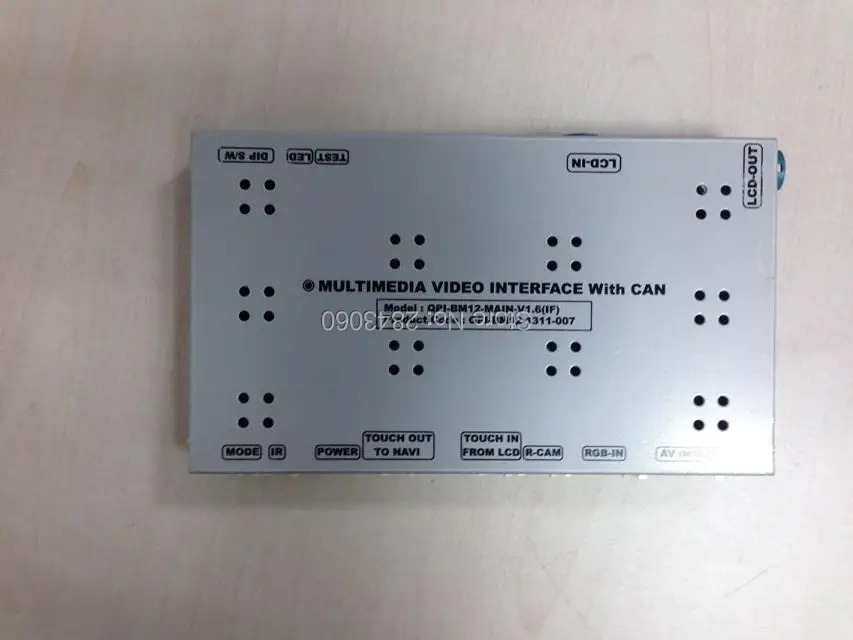 DIP S/W
LED
TEST
LCD-IN
LCD-OUT
MULTIMEDIA VIDEO INTERFACE With CAN
Model : QPI-BM12-MAIN-V1.6(IF)
1311-007
Store No: 2843060
MODE
IR
POWER
TOUCH OUT
TO NAVI
TOUCH IN
FROM LCD
R-CAM
RGB-IN
AV